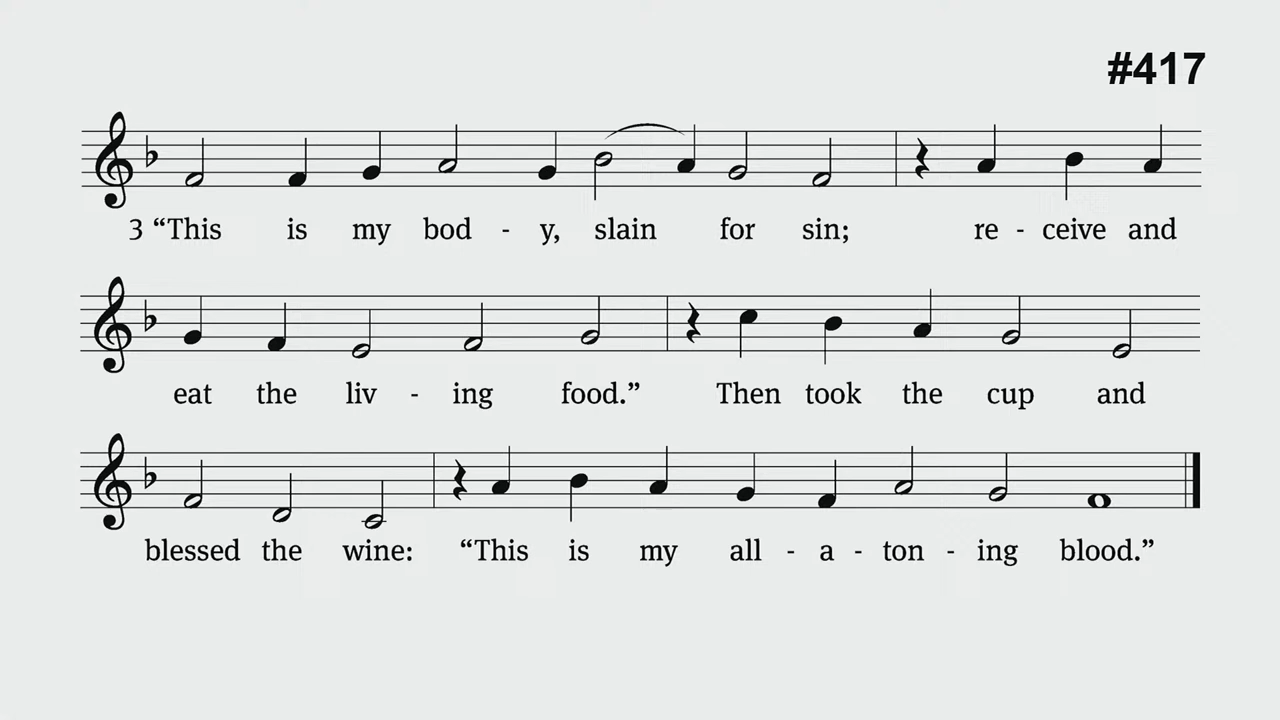 #417
3 “This is my bod - y, slain for sin; re - ceive and
eat the liv - ing food.” Then took the cup and
blessed the wine: “This is my all - a - ton - ing blood.”